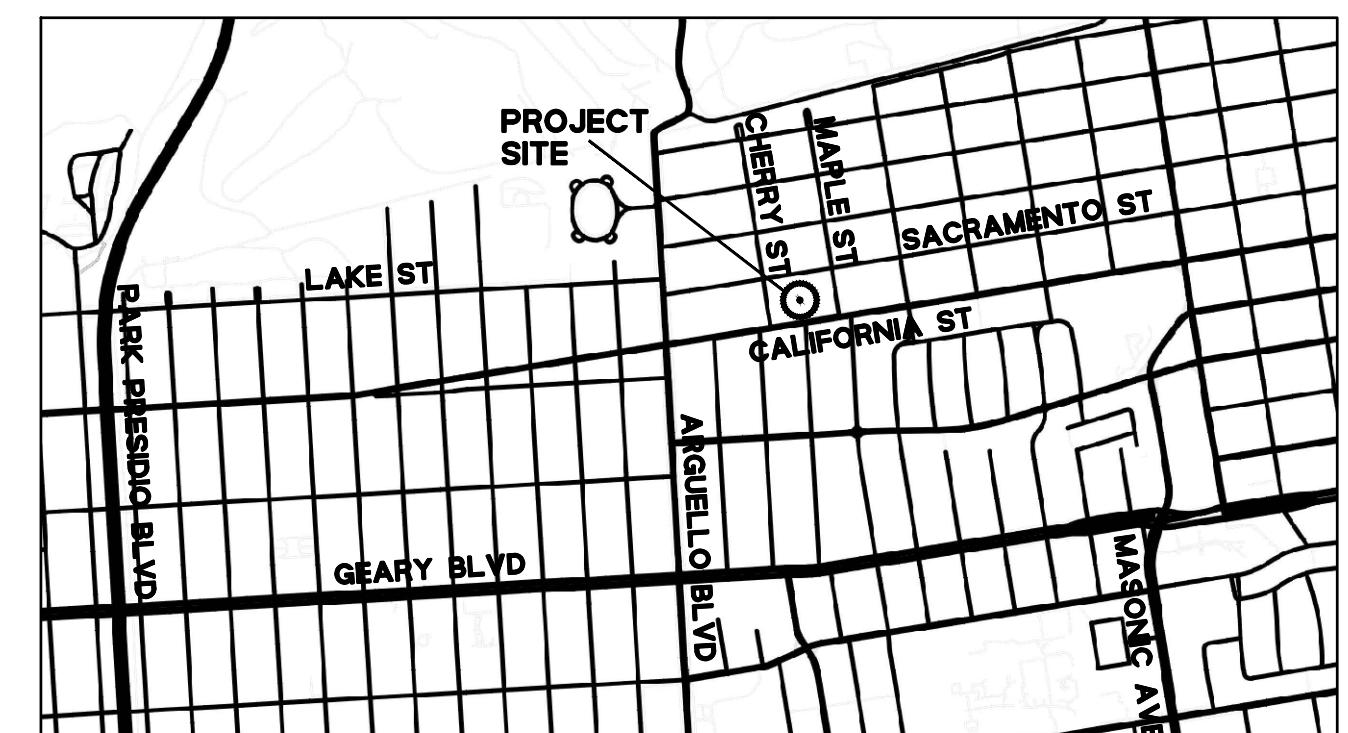 PROJECT
SITE
CHERRY ST
MAPLE ST
SACRAMENTO ST
LAKE ST
PARK PRESIDIO BLVD
CALIFORNIA ST
ARGUELLO BLVD
GEARY BLVD
MASONIC AVE